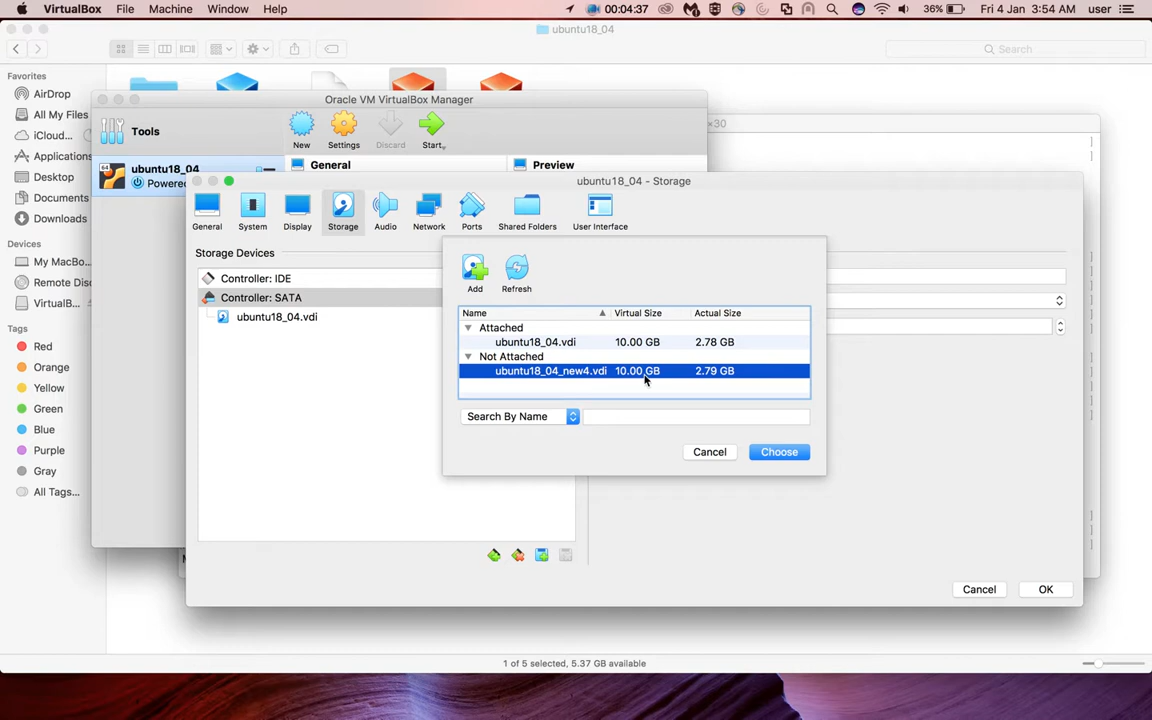 VirtualBox File Machine Window Help 00:04:37 36% Fri 4 Jan 3:54 AM user
ubuntu18_04
Search
Favorites
AirDrop
All My Files
iCloud...
Applications
Desktop
Documents
Downloads
Devices
My MacBo...
Remote Disc
VirtualB...
Tags
Red
Orange
Yellow
Green
Blue
Purple
Gray
All Tags...
Oracle VM VirtualBox Manager
×30
Tools
New Settings Discard Start
ubuntu18_04
Powered
General Preview
ubuntu18_04 - Storage
General System Display Storage Audio Network Ports Shared Folders User Interface
Storage Devices
Controller: IDE
Controller: SATA
ubuntu18_04.vdi
Add Refresh
Name Virtual Size Actual Size
Attached
ubuntu18_04.vdi 10.00 GB 2.78 GB
Not Attached
ubuntu18_04_new4.vdi 10.00 GB 2.79 GB
Search By Name
Cancel Choose
Cancel OK
1 of 5 selected, 5.37 GB available